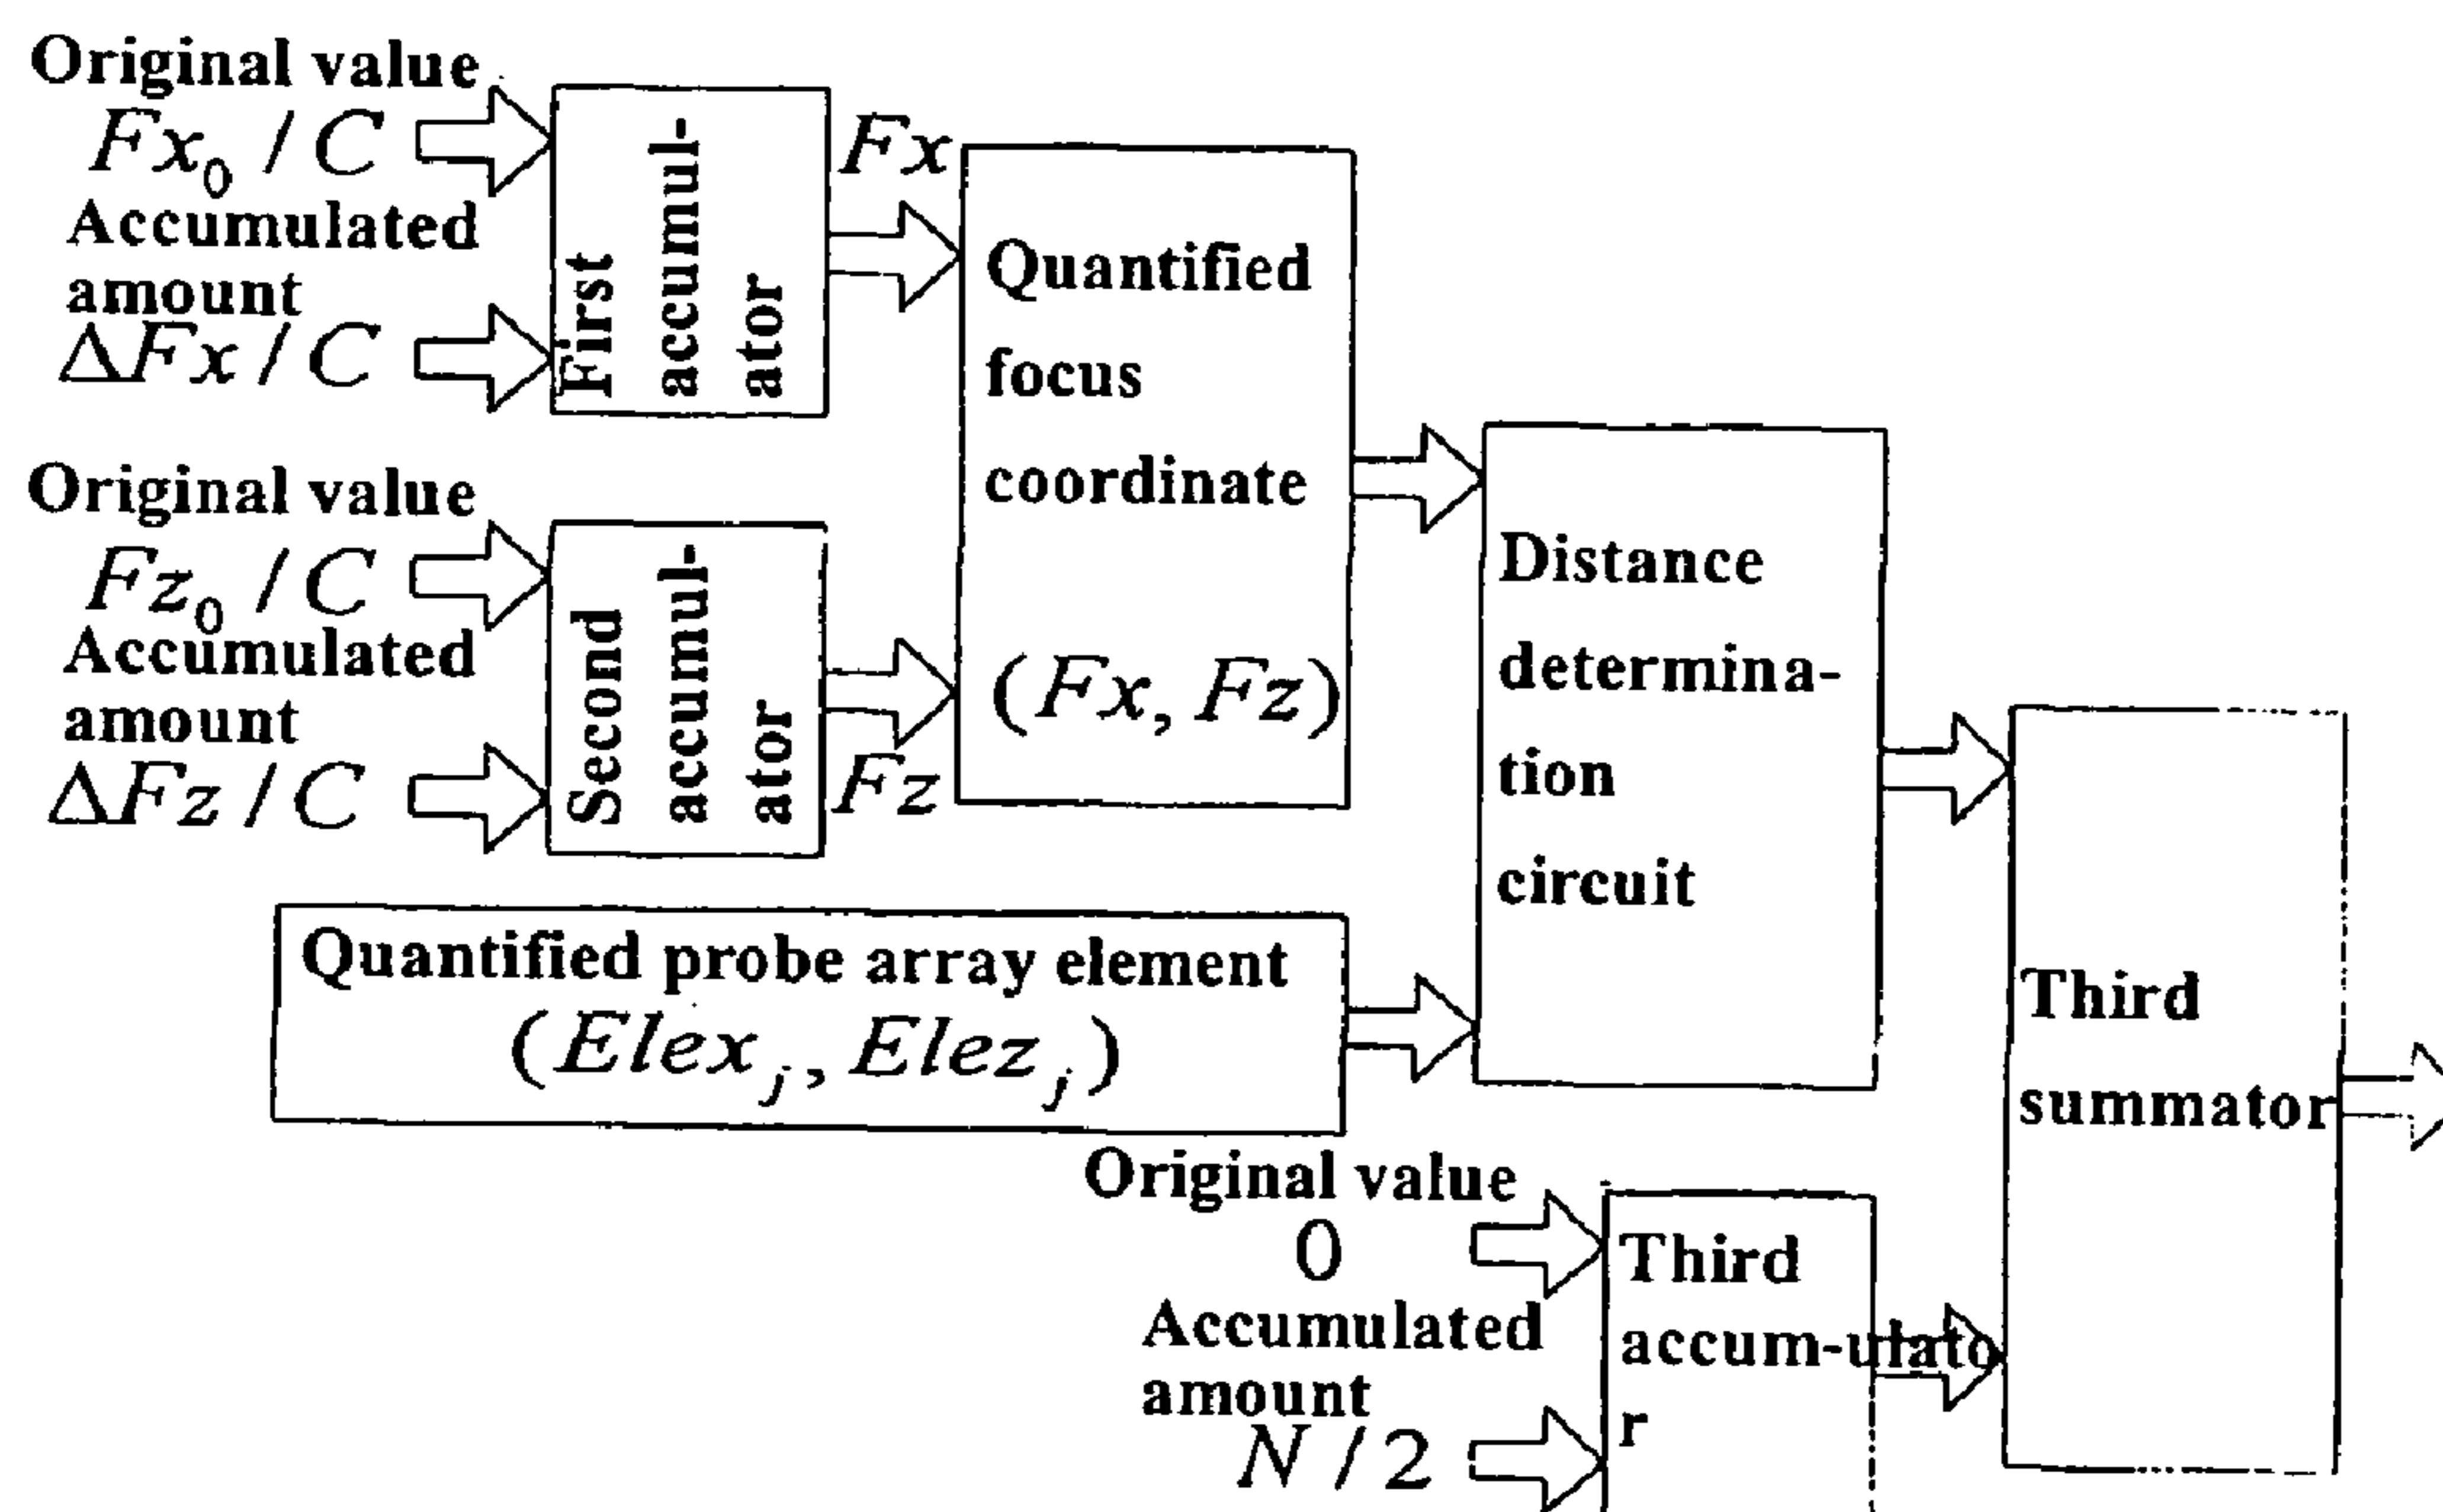 Original value
Fx₀ / C
Accumulated
amount
ΔFx / C
First
accumul-
ator
Fx
Original value
Fz₀ / C
Accumulated
amount
ΔFz / C
Second
accumul-
ator
Fz
Quantified
focus
coordinate
(Fx, Fz)
Quantified probe array element
(Elexⱼ, Elezⱼ)
Distance
determina-
tion
circuit
Original value
0
Accumulated
amount
N / 2
Third
accum-ulato
r
Third
summator